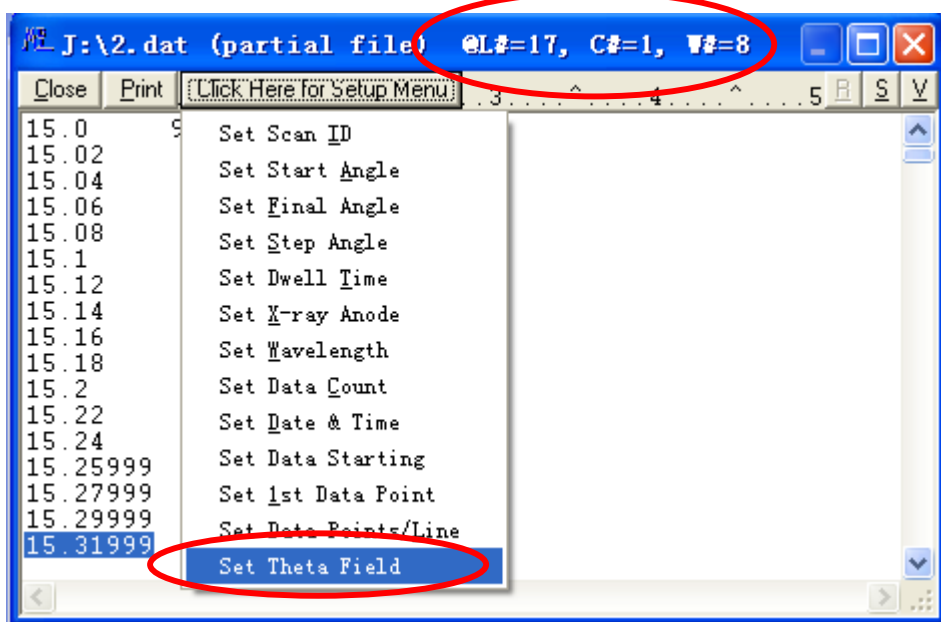 J:\2.dat (partial file) @L#=17, C#=1, W#=8
Close Print Click Here for Setup Menu . .3. . . .^. . . .4. . . .^. . . .5 R S V
15.0 9
15.02
15.04
15.06
15.08
15.1
15.12
15.14
15.16
15.18
15.2
15.22
15.24
15.25999
15.27999
15.29999
15.31999
Set Scan ID
Set Start Angle
Set Final Angle
Set Step Angle
Set Dwell Time
Set X-ray Anode
Set Wavelength
Set Data Count
Set Date & Time
Set Data Starting
Set 1st Data Point
Set Data Points/Line
Set Theta Field